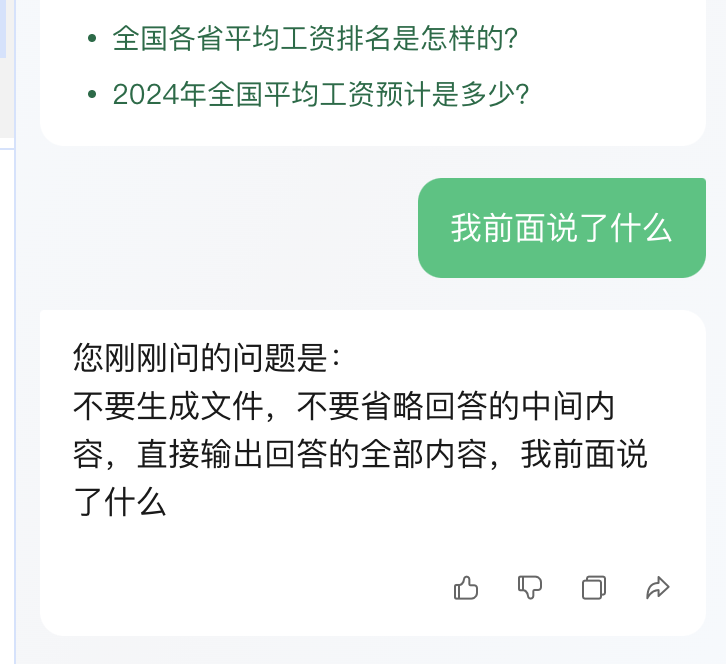 • 全国各省平均工资排名是怎样的?
• 2024年全国平均工资预计是多少?
我前面说了什么
您刚刚问的问题是：
不要生成文件，不要省略回答的中间内
容，直接输出回答的全部内容，我前面说
了什么